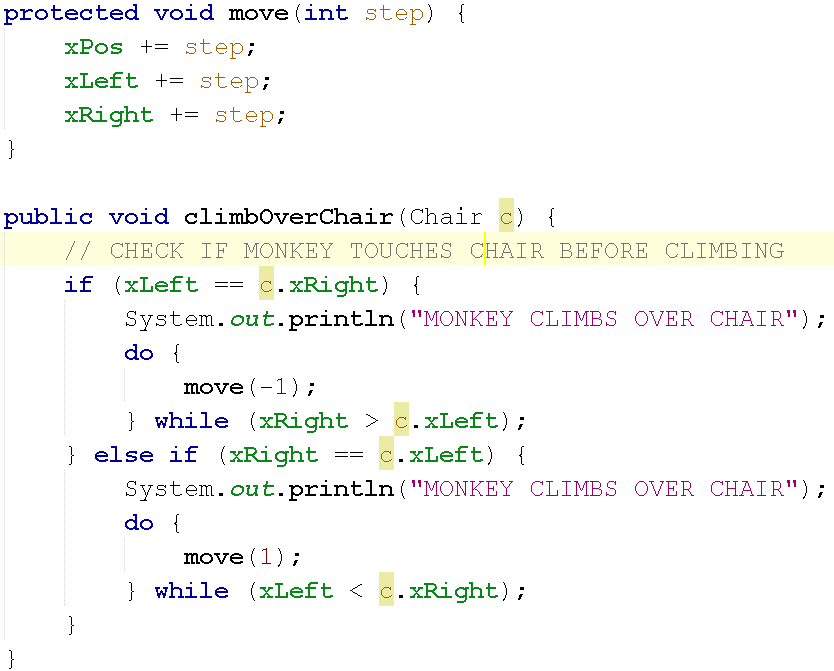 protected void move(int step) {
    xPos += step;
    xLeft += step;
    xRight += step;
}

public void climbOverChair(Chair c) {
    // CHECK IF MONKEY TOUCHES CHAIR BEFORE CLIMBING
    if (xLeft == c.xRight) {
        System.out.println("MONKEY CLIMBS OVER CHAIR");
        do {
            move(-1);
        } while (xRight > c.xLeft);
    } else if (xRight == c.xLeft) {
        System.out.println("MONKEY CLIMBS OVER CHAIR");
        do {
            move(1);
        } while (xLeft < c.xRight);
    }
}